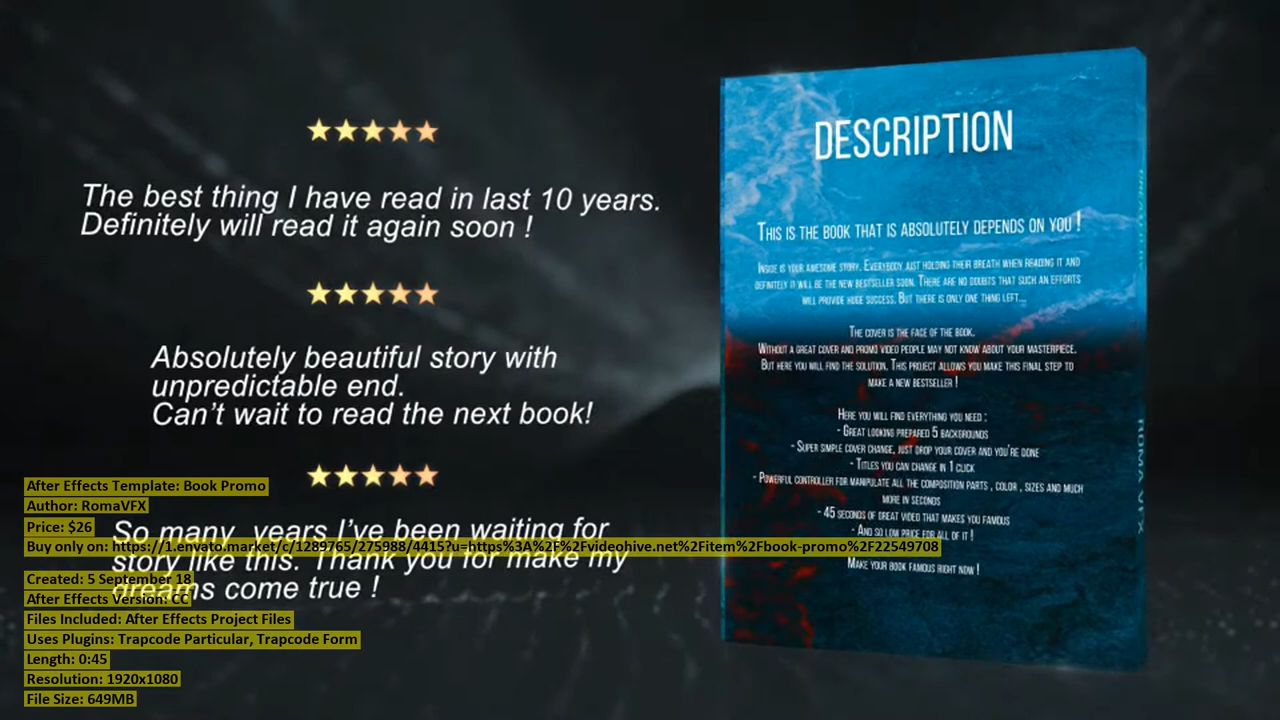 The best thing I have read in last 10 years.
Definitely will read it again soon !
Absolutely beautiful story with
unpredictable end.
Can't wait to read the next book!
So many years I've been waiting for
story like this. Thank you for make my
dreams come true !
DESCRIPTION
This is the book that is absolutely depends on you !
Inside is your awesome story. Everybody just holding their breath when reading it and
definitely it will be the new bestseller soon. There are no doubts that such an efforts
will provide huge success. But there is only one thing left...
The cover is the face of the book.
Without a great cover and promo video people may not know about your masterpiece.
But here you will find the solution. This project allows you make this final step to
make a new bestseller !
Here you will find everything you need :
- Great looking prepared 5 backgrounds
- Super simple cover change, just drop your cover and you're done
- Titles you can change in 1 click
- Powerful controller for manipulate all the composition parts , color , sizes and much
more in seconds
- 45 seconds of great video that makes you famous
- And so low price for all of it !
Make your book famous right now !
ROMA VFX
After Effects Template: Book Promo
Author: RomaVFX
Price: $26
Buy only on: https://1.envato.market/c/1289765/275988/4415?u=https%3A%2F%2Fvideohive.net%2Fitem%2Fbook-promo%2F22549708
Created: 5 September 18
After Effects Version: CC
Files Included: After Effects Project Files
Uses Plugins: Trapcode Particular, Trapcode Form
Length: 0:45
Resolution: 1920x1080
File Size: 649MB